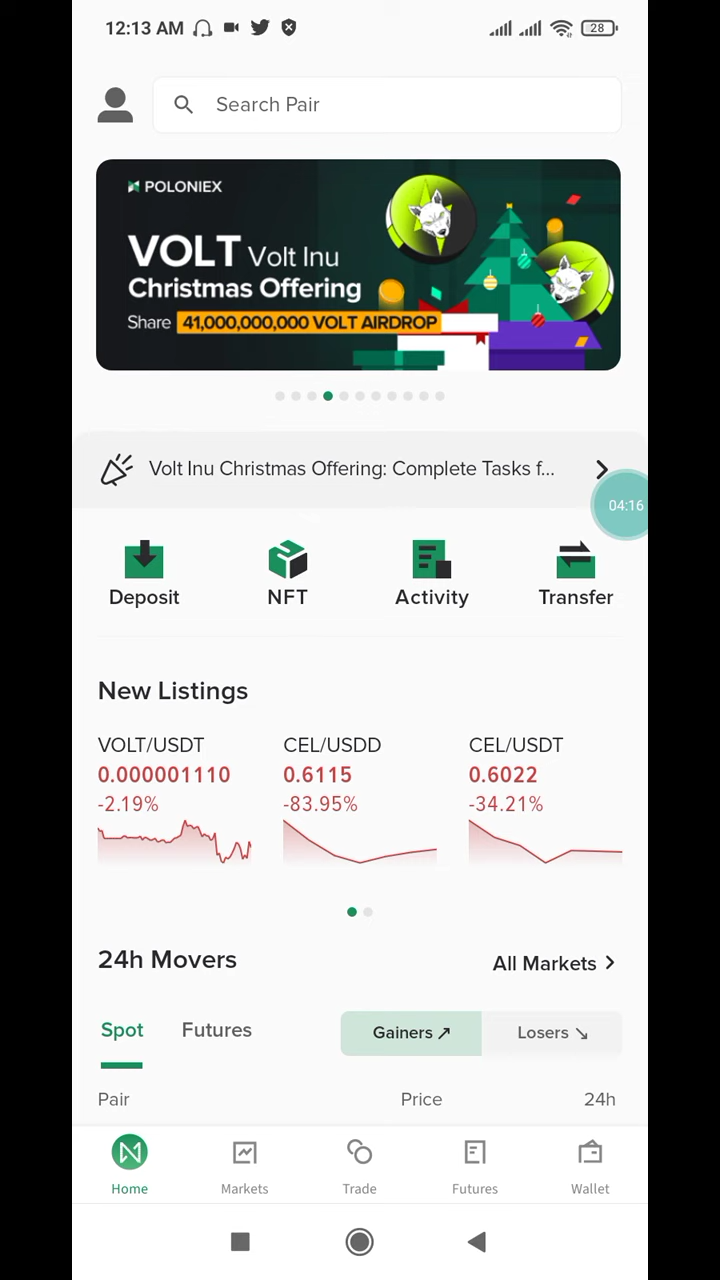 12:13 AM
28
Search Pair
POLONIEX
VOLT Volt Inu
Christmas Offering
Share 41,000,000,000 VOLT AIRDROP
Volt Inu Christmas Offering: Complete Tasks f...
04:16
Deposit NFT Activity Transfer
New Listings
VOLT/USDT CEL/USDD CEL/USDT
0.000001110 0.6115 0.6022
-2.19% -83.95% -34.21%
24h Movers
All Markets
Spot Futures Gainers Losers
Pair Price 24h
Home Markets Trade Futures Wallet